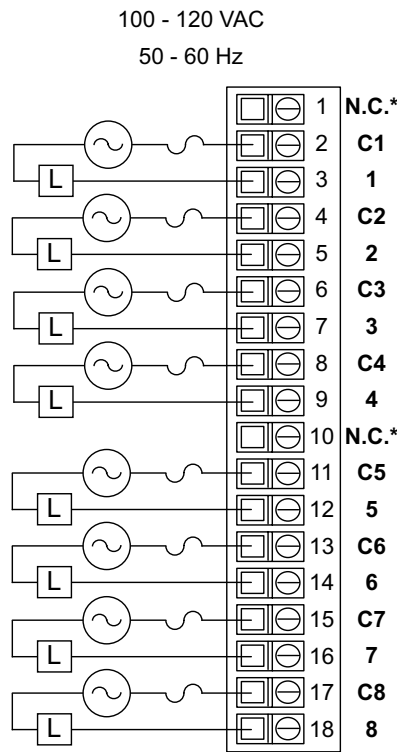 100 - 120 VAC
50 - 60 Hz
1 N.C.*
2 C1
L 3 1
4 C2
L 5 2
6 C3
L 7 3
8 C4
L 9 4
10 N.C.*
11 C5
L 12 5
13 C6
L 14 6
15 C7
L 16 7
17 C8
L 18 8